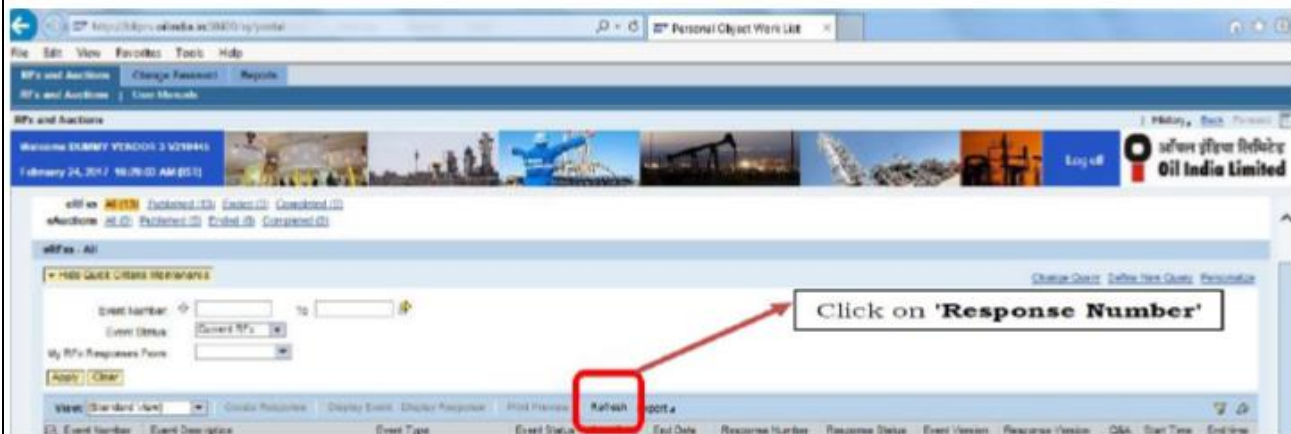 Personal Object Work List
File Edit View Favorites Tools Help
RFx and Auctions Change Password Reports
RFx and Auctions | User Manuals
RFx and Auctions | History, Back Forward
Welcome DUMMY VENDOR 3
February 24, 2017 AM (IST)
Log off
ऑयल इंडिया लिमिटेड
Oil India Limited
eRFxs All (13) Published (13) Ended Completed
eAuctions All (0) Published (0) Ended (0) Completed (0)
eRFxs - All
Hide Quick Criteria Maintenance
Change Query Define New Query Personalize
Event Number: To
Click on 'Response Number'
Event Status: Current RFx
My RFx Responses From:
Apply Clear
View: [Standard View] Create Response Display Event Display Response Print Preview Refresh Export
Event Number Event Description Event Type Event Status End Date Response Number Response Status Event Version Response Version Q&A Start Time End time